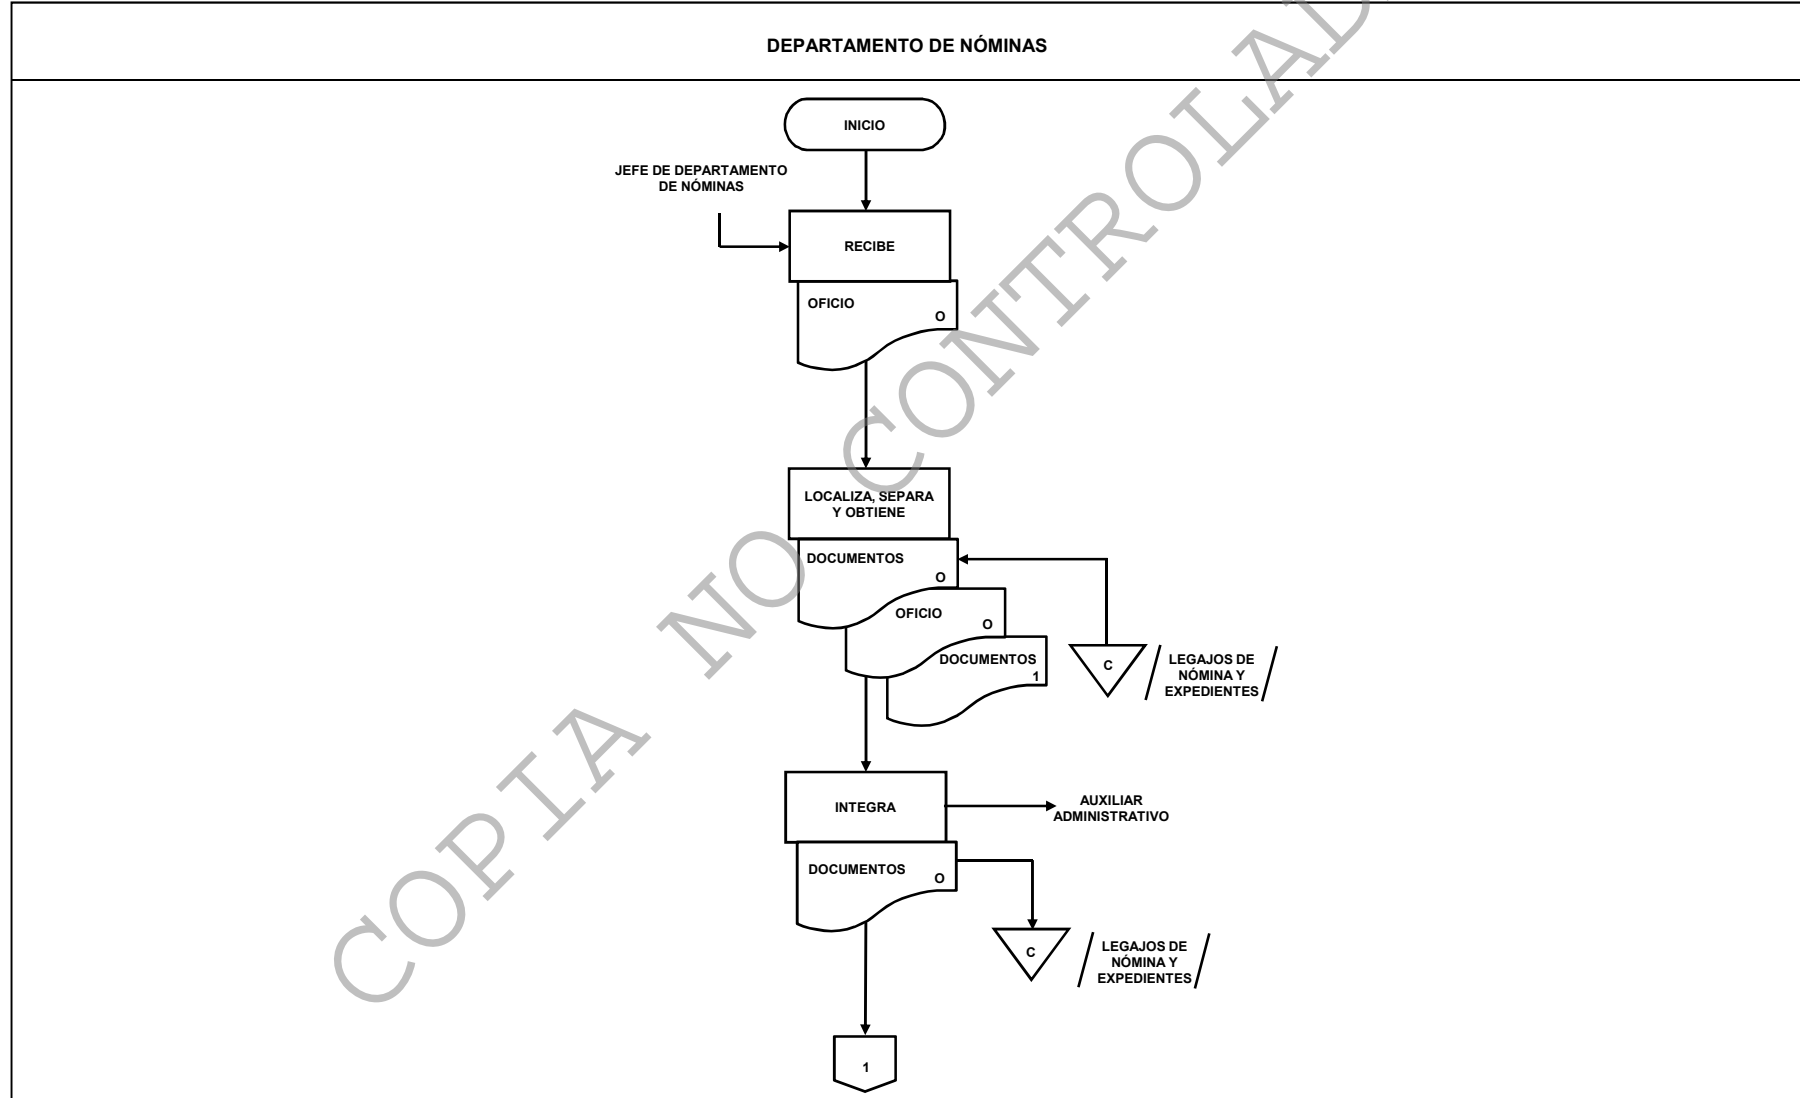 DEPARTAMENTO DE NÓMINAS
INICIO
JEFE DE DEPARTAMENTO
DE NÓMINAS
RECIBE
OFICIO
O
LOCALIZA, SEPARA
Y OBTIENE
DOCUMENTOS
O
OFICIO
O
DOCUMENTOS
1
C
LEGAJOS DE
NÓMINA Y
EXPEDIENTES
INTEGRA
AUXILIAR
ADMINISTRATIVO
DOCUMENTOS
O
C
LEGAJOS DE
NÓMINA Y
EXPEDIENTES
1
COPIA NO CONTROLAD